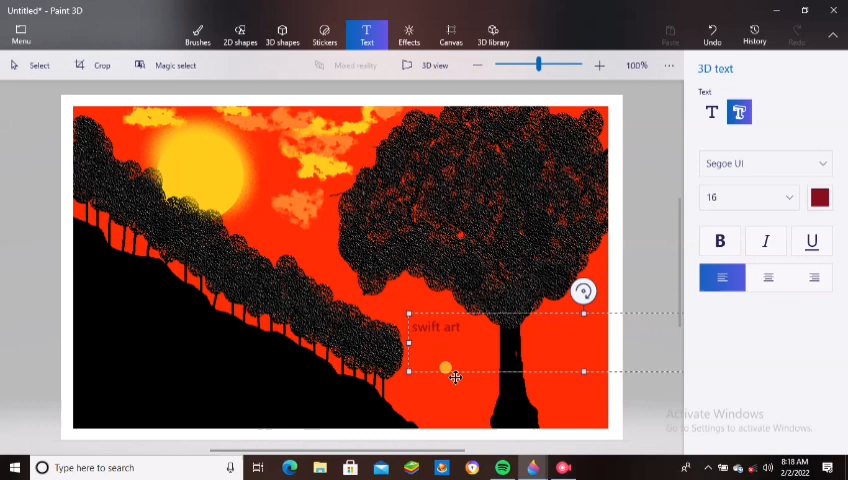 Untitled* - Paint 3D
Menu
Brushes
2D shapes
3D shapes
Stickers
Text
Effects
Canvas
3D library
Paste
Undo
History
Redo
Select
Crop
Magic select
Mixed reality
3D view
100%
3D text
Text
Segoe UI
16
B I U
swift art
Activate Windows
Go to Settings to activate Windows.
Type here to search
8:18 AM
2/2/2022